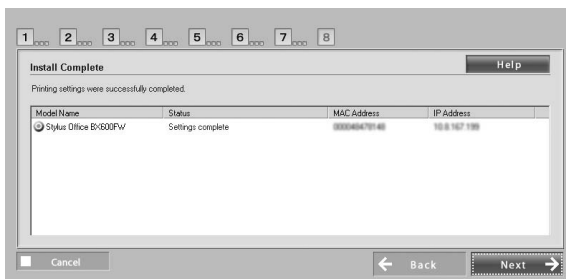 1 2 3 4 5 6 7 8
Install Complete Help
Printing settings were successfully completed.
Model Name Status MAC Address IP Address
Stylus Office BX600FW Settings complete
Cancel Back Next